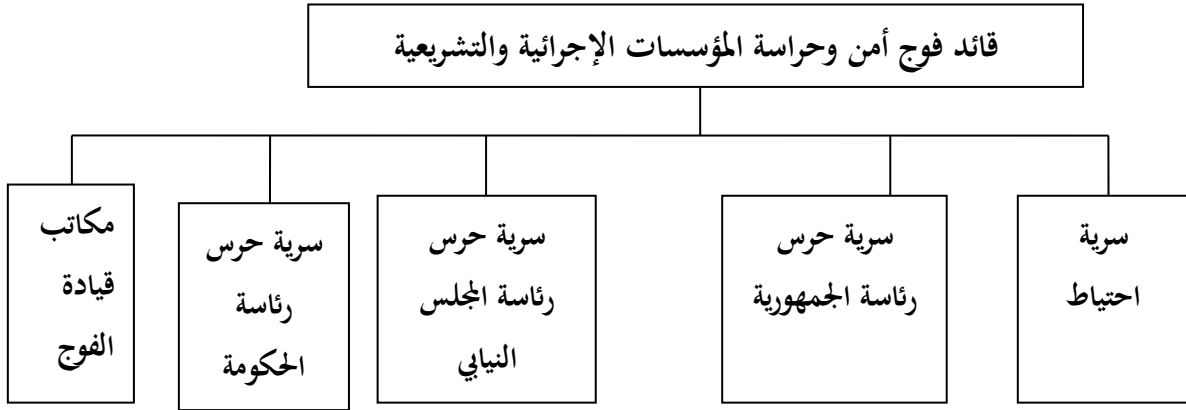 قائد فوج أمن وحراسة المؤسسات الإجرائية والتشريعية
سرية
احتياط
سرية حرس
رئاسة الجمهورية
سرية حرس
رئاسة المجلس
النيابي
سرية حرس
رئاسة
الحكومة
مكاتب
قيادة
الفوج